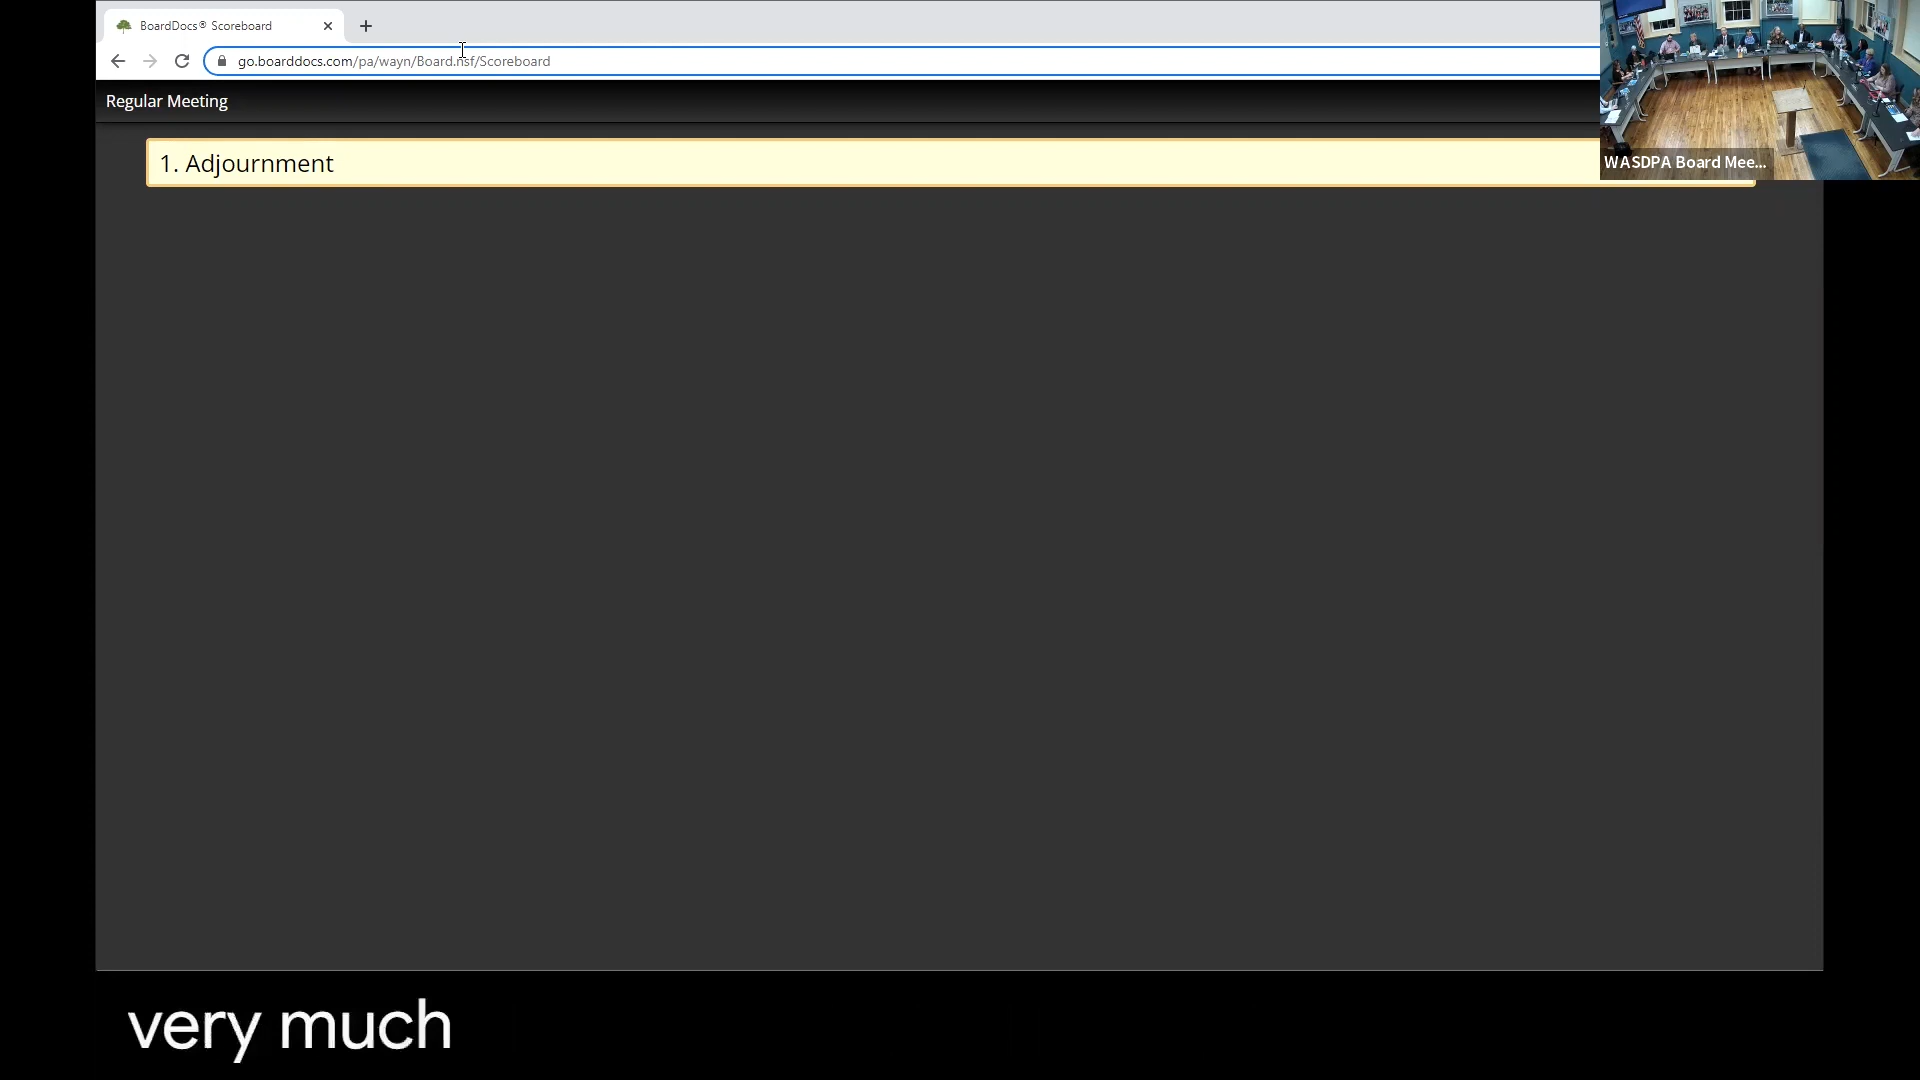 BoardDocs® Scoreboard
go.boarddocs.com/pa/wayn/Board.nsf/Scoreboard
Regular Meeting
1. Adjournment
WASDPA Board Mee...
very much